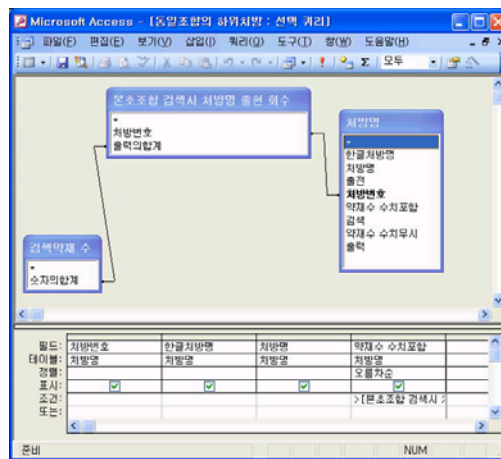 Microsoft Access - [동일조합의 하위처방 : 선택 쿼리]
파일(F) 편집(E) 보기(V) 삽입(I) 쿼리(Q) 도구(T) 창(W) 도움말(H)
모두
본초조합 검색시 처방명 출현 회수
*
처방번호
출력의합계
처방명
*
한글처방명
처방명
출전
처방번호
약재수 수치포함
검색
약재수 수치무시
출력
검색약재 수
*
숫자의합계
필드: 처방번호 한글처방명 처방명 약재수 수치포함
테이블: 처방명 처방명 처방명 처방명
정렬: 오름차순
표시:
조건: >[본초조합 검색시
또는:
준비 NUM